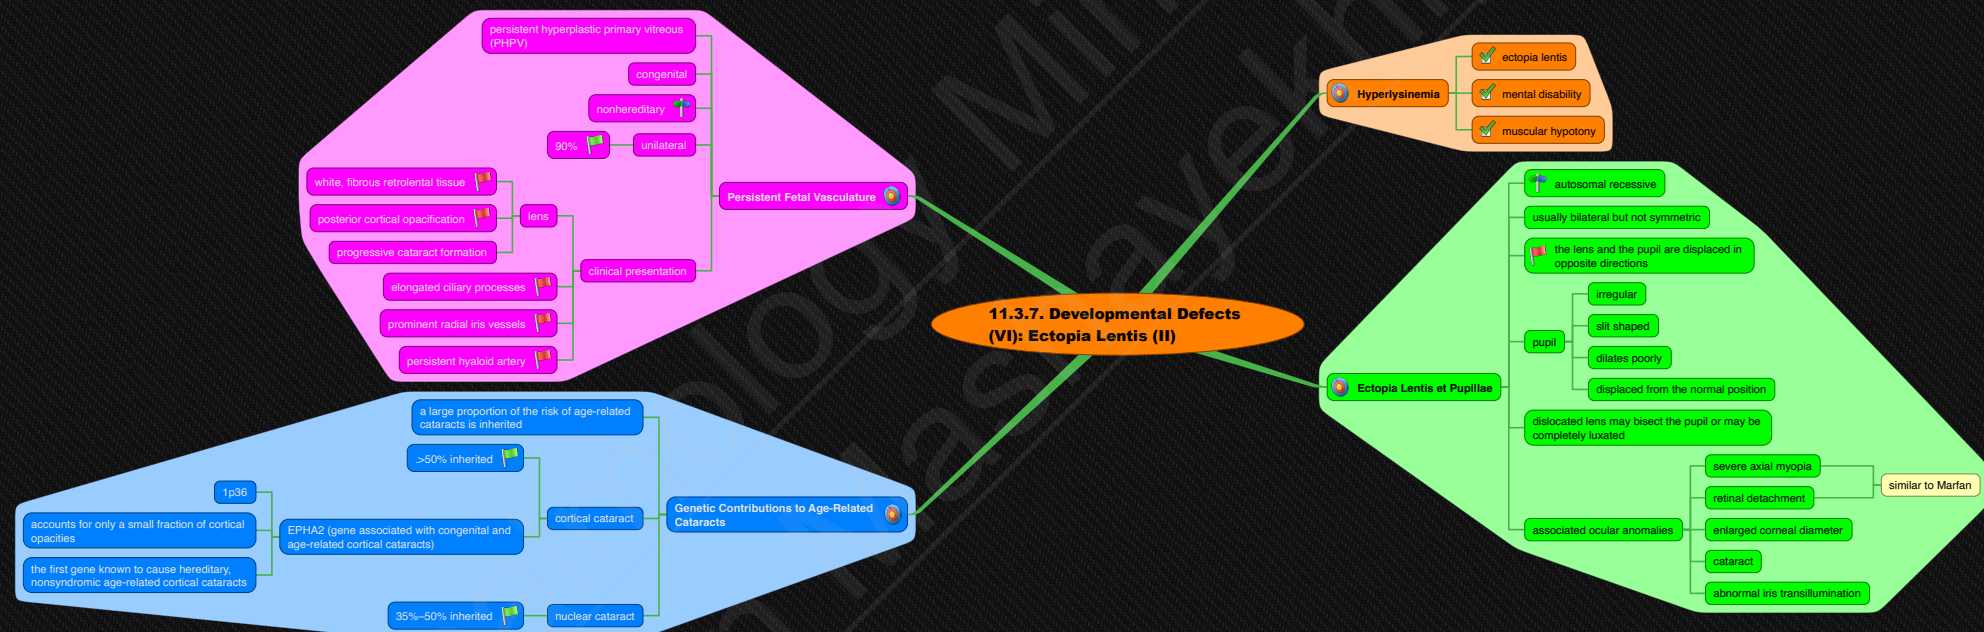 11.3.7. Developmental Defects
(VI): Ectopia Lentis (II)
Hyperlysinemia
ectopia lentis
mental disability
muscular hypotony
Ectopia Lentis et Pupillae
autosomal recessive
usually bilateral but not symmetric
the lens and the pupil are displaced in
opposite directions
pupil
irregular
slit shaped
dilates poorly
displaced from the normal position
dislocated lens may bisect the pupil or may be
completely luxated
associated ocular anomalies
severe axial myopia
retinal detachment
similar to Marfan
enlarged corneal diameter
cataract
abnormal iris transillumination
Persistent Fetal Vasculature
persistent hyperplastic primary vitreous
(PHPV)
congenital
nonhereditary
unilateral
90%
clinical presentation
lens
white, fibrous retrolental tissue
posterior cortical opacification
progressive cataract formation
elongated ciliary processes
prominent radial iris vessels
persistent hyaloid artery
Genetic Contributions to Age-Related
Cataracts
a large proportion of the risk of age-related
cataracts is inherited
cortical cataract
.>50% inherited
EPHA2 (gene associated with congenital and
age-related cortical cataracts)
1p36
accounts for only a small fraction of cortical
opacities
the first gene known to cause hereditary,
nonsyndromic age-related cortical cataracts
nuclear cataract
35%–50% inherited